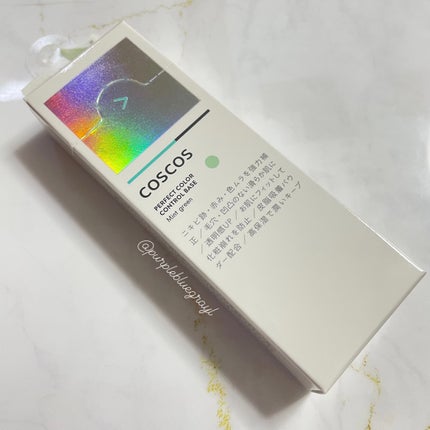 COSCOS
PERFECT COLOR
CONTROL BASE
Mint green
ニキビ跡・赤み・色ムラを強力補
正／毛穴・凹凸のない滑らか肌に
／透明感UP／お肌にフィットして
化粧崩れを防止／皮脂吸着パウ
ダー配合／高保湿で潤いキープ
@purplebluegrayl